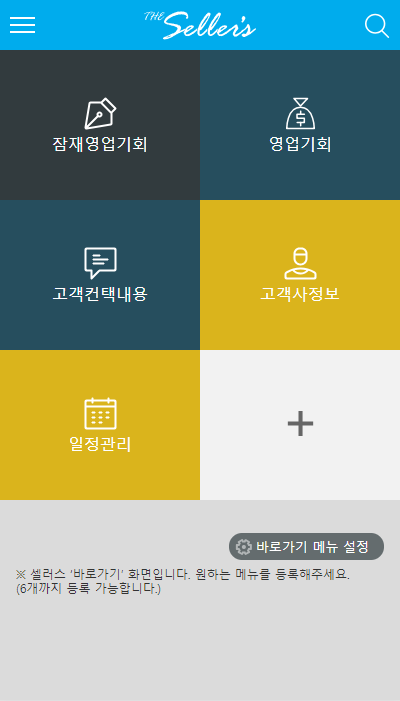 THE Seller's
잠재영업기회
영업기회
고객컨택내용
고객사정보
일정관리
바로가기 메뉴 설정
※ 셀러스 '바로가기' 화면입니다. 원하는 메뉴를 등록해주세요.
(6개까지 등록 가능합니다.)